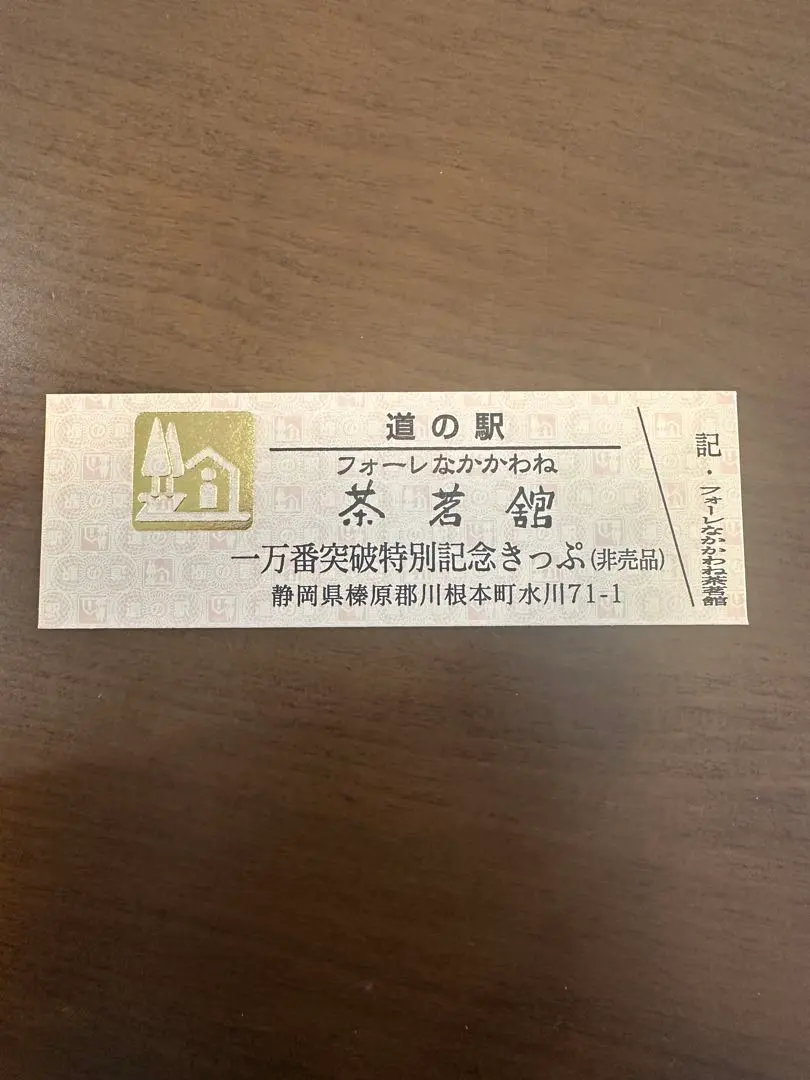 道の駅
フォーレなかかわね
茶茗舘
一万番突破特別記念きっぷ(非売品)
静岡県榛原郡川根本町水川71-1
記・フォーレなかかわね茶茗館